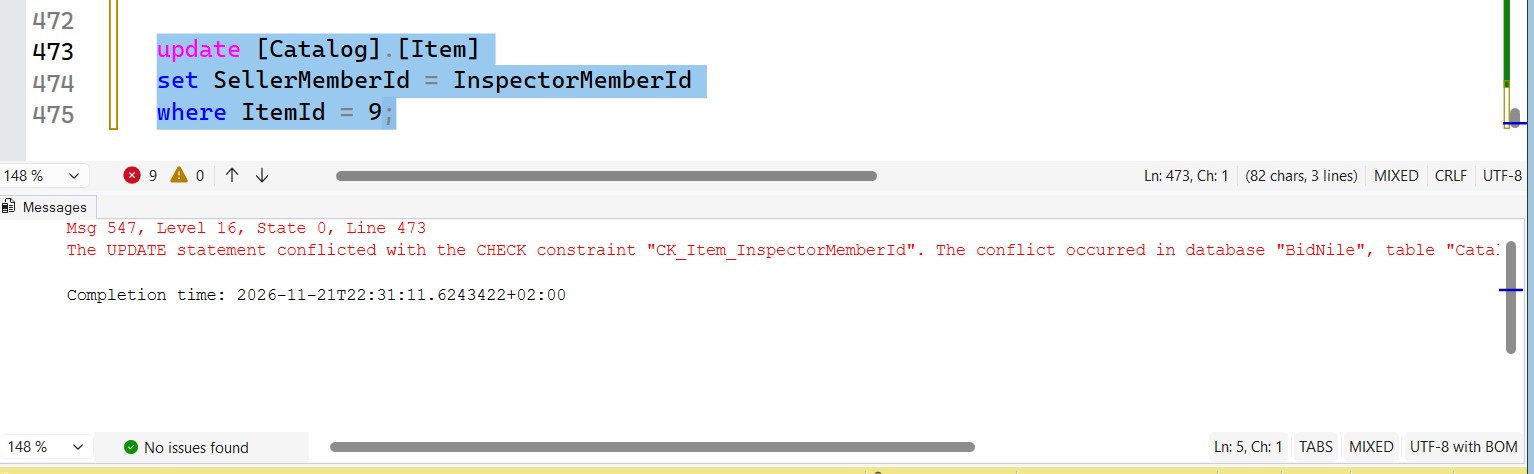 472
473 update [Catalog].[Item]
474 set SellerMemberId = InspectorMemberId
475 where ItemId = 9;
148 % 9 0 Ln: 473, Ch: 1 (82 chars, 3 lines) MIXED CRLF UTF-8
Messages
Msg 547, Level 16, State 0, Line 473
The UPDATE statement conflicted with the CHECK constraint "CK_Item_InspectorMemberId". The conflict occurred in database "BidNile", table "Catal
Completion time: 2026-11-21T22:31:11.6243422+02:00
148 % No issues found Ln: 5, Ch: 1 TABS MIXED UTF-8 with BOM